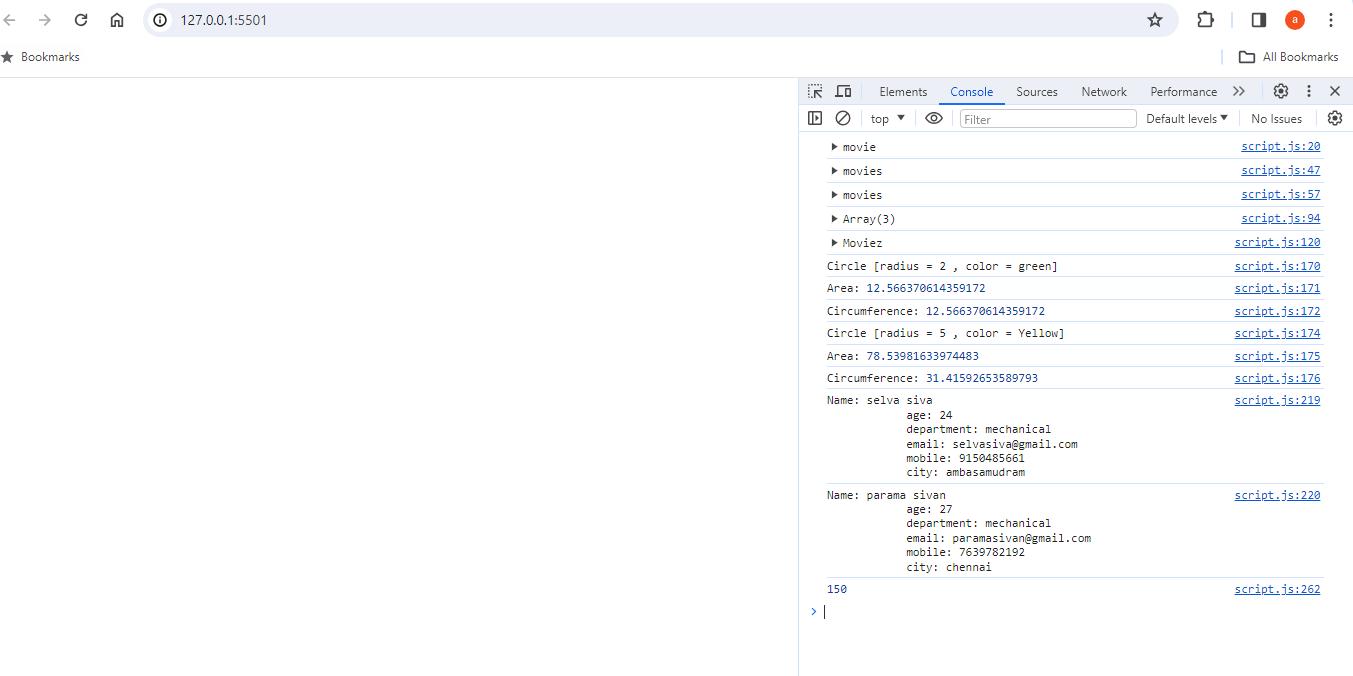 127.0.0.1:5501
a
Bookmarks
All Bookmarks
Elements Console Sources Network Performance
top Filter Default levels No Issues
movie script.js:20
movies script.js:47
movies script.js:57
Array(3) script.js:94
Moviez script.js:120
Circle [radius = 2 , color = green] script.js:170
Area: 12.566370614359172 script.js:171
Circumference: 12.566370614359172 script.js:172
Circle [radius = 5 , color = Yellow] script.js:174
Area: 78.53981633974483 script.js:175
Circumference: 31.41592653589793 script.js:176
Name: selva siva script.js:219
age: 24
department: mechanical
email: selvasiva@gmail.com
mobile: 9150485661
city: ambasamudram
Name: parama sivan script.js:220
age: 27
department: mechanical
email: paramasivan@gmail.com
mobile: 7639782192
city: chennai
150 script.js:262